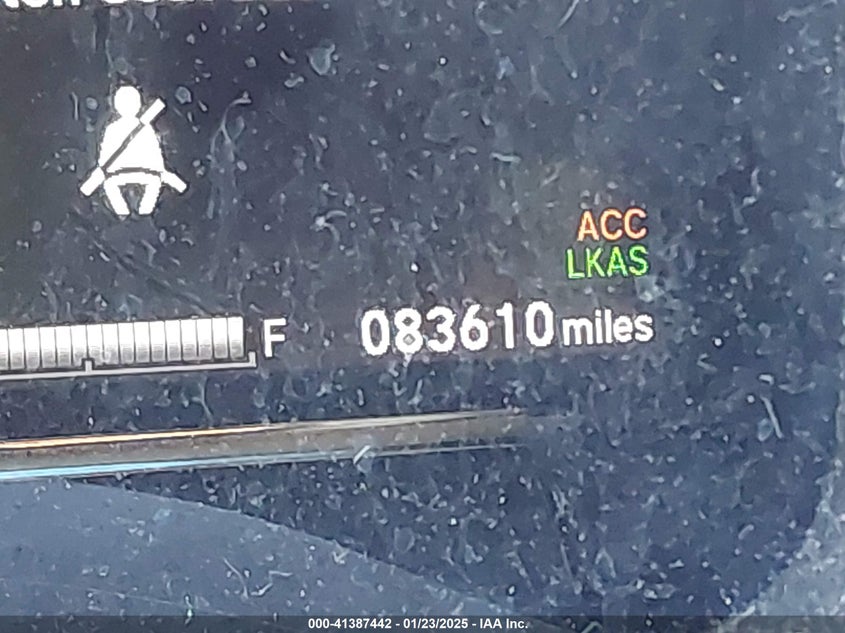 ACC
LKAS
F 083610 miles
000-41387442 - 01/23/2025 - IAA Inc.